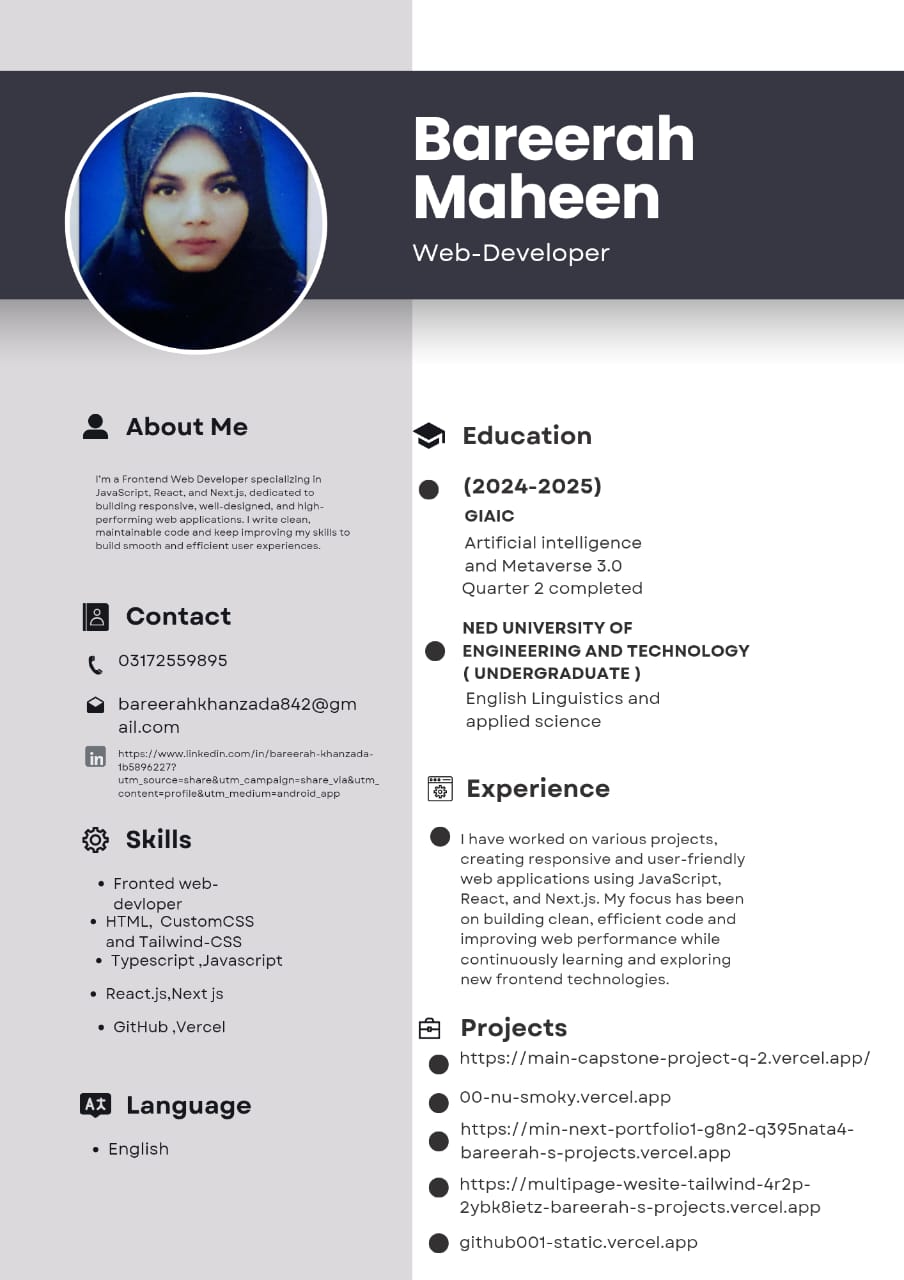 Bareerah
Maheen
Web-Developer
About Me
I'm a Frontend Web Developer specializing in
JavaScript, React, and Next.js, dedicated to
building responsive, well-designed, and high-
performing web applications. I write clean,
maintainable code and keep improving my skills to
build smooth and efficient user experiences.
Contact
03172559895
bareerahkhanzada842@gm
ail.com
https://www.linkedin.com/in/bareerah-khanzada-
1b5896227?
utm_source=share&utm_campaign=share_via&utm_
content=profile&utm_medium=android_app
Skills
Fronted web-
devloper
HTML, CustomCSS
and Tailwind-CSS
Typescript ,Javascript
React.js,Next js
GitHub ,Vercel
Language
English
Education
(2024-2025)
GIAIC
Artificial intelligence
and Metaverse 3.0
Quarter 2 completed
NED UNIVERSITY OF
ENGINEERING AND TECHNOLOGY
( UNDERGRADUATE )
English Linguistics and
applied science
Experience
I have worked on various projects,
creating responsive and user-friendly
web applications using JavaScript,
React, and Next.js. My focus has been
on building clean, efficient code and
improving web performance while
continuously learning and exploring
new frontend technologies.
Projects
https://main-capstone-project-q-2.vercel.app/
00-nu-smoky.vercel.app
https://min-next-portfolio1-g8n2-q395nata4-
bareerah-s-projects.vercel.app
https://multipage-wesite-tailwind-4r2p-
2ybk8ietz-bareerah-s-projects.vercel.app
github001-static.vercel.app